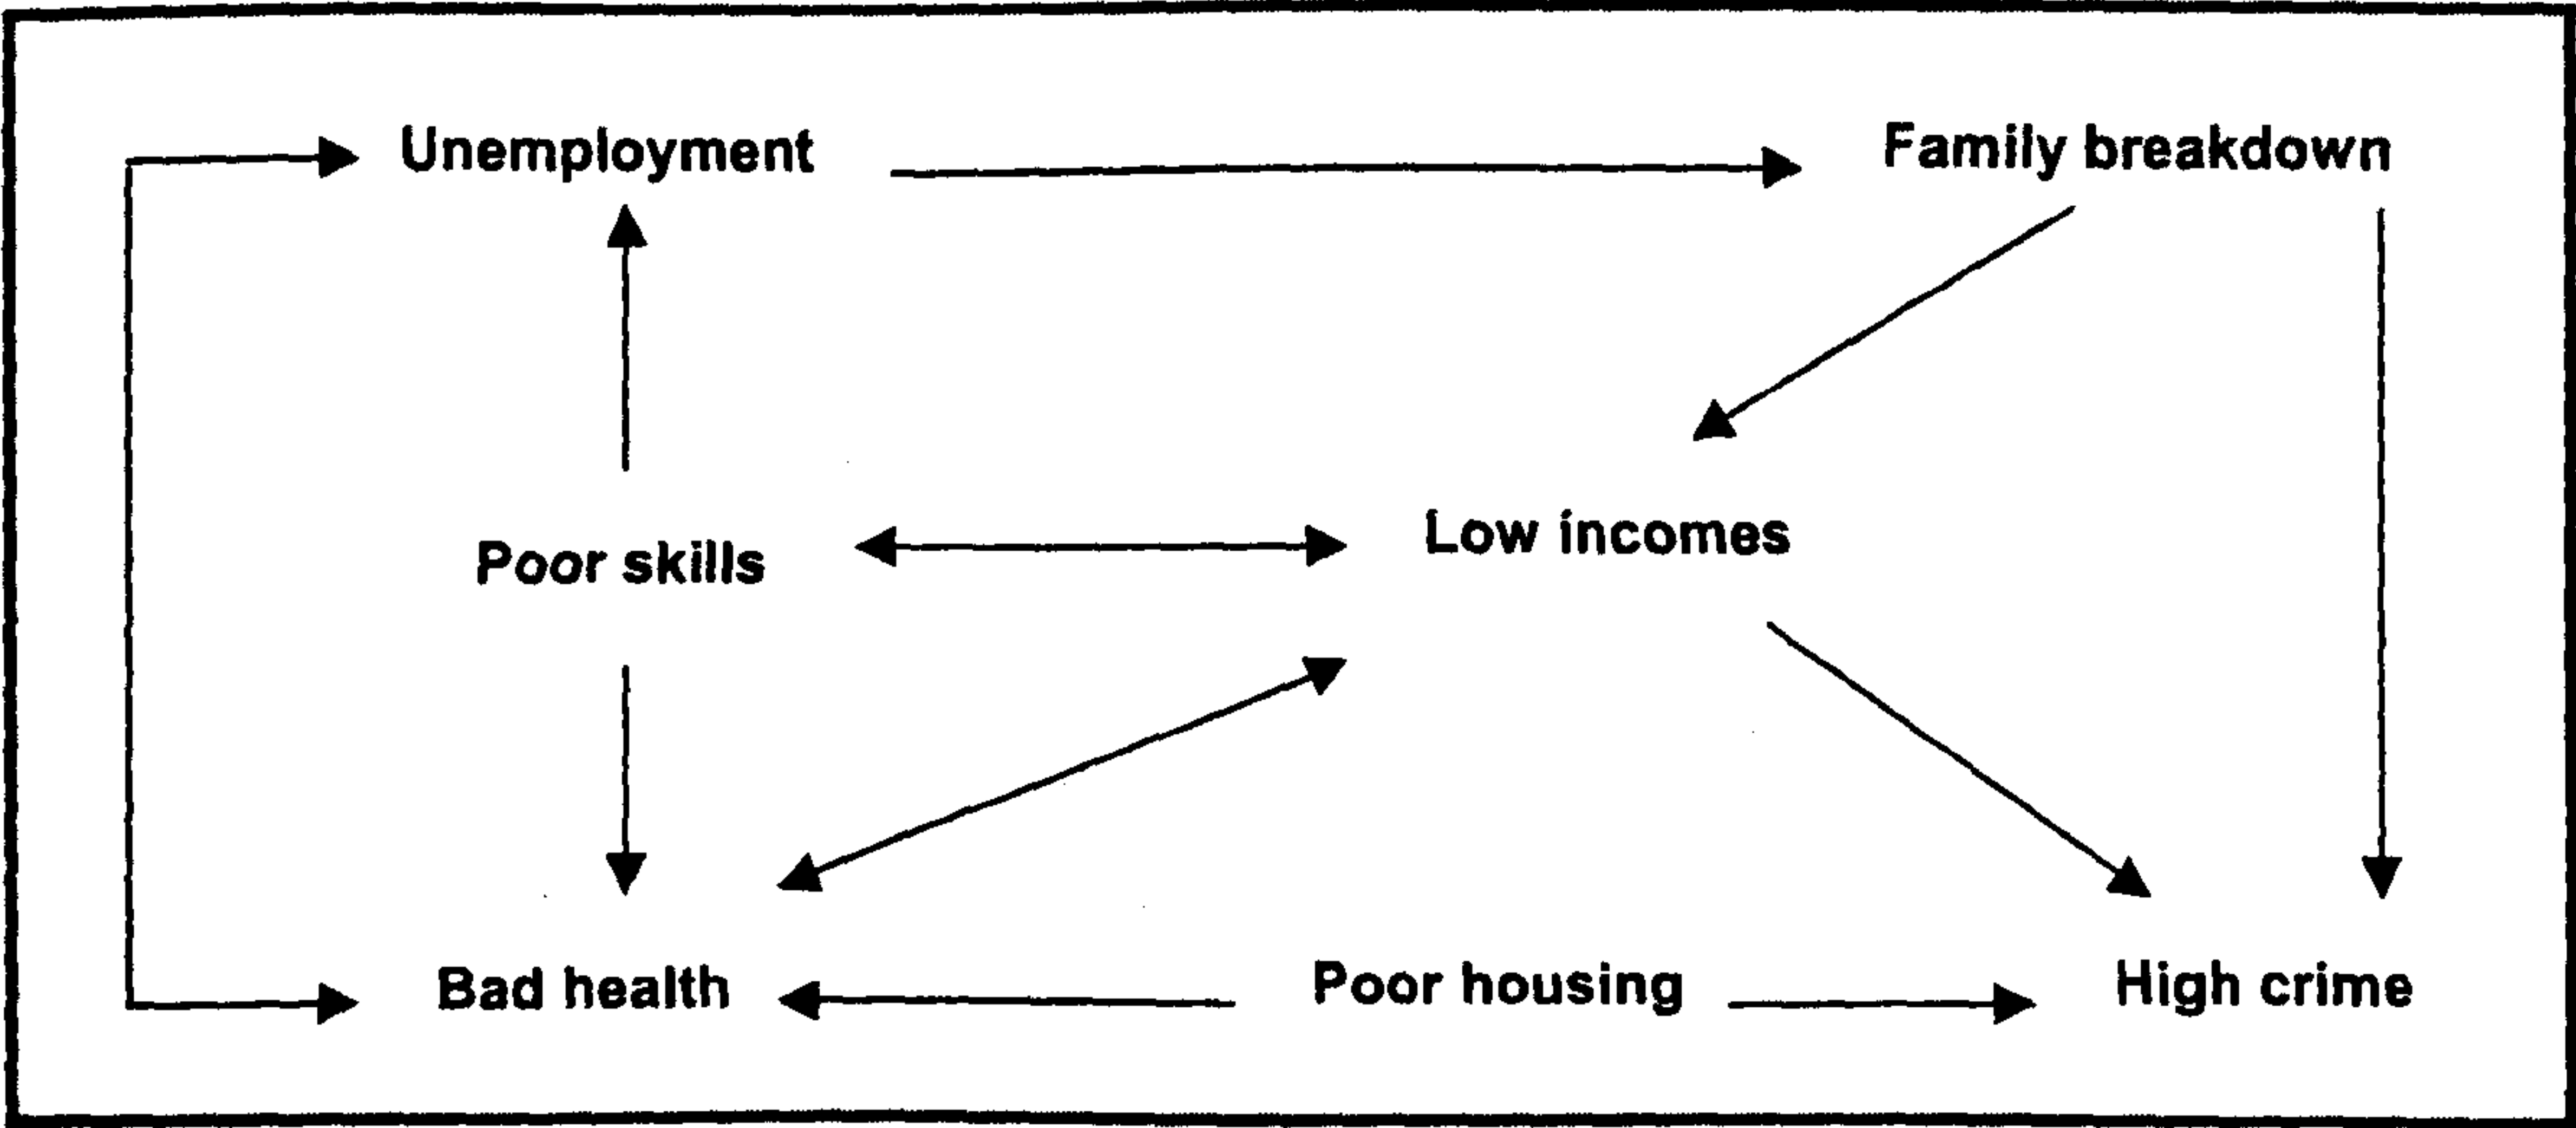 Unemployment
Family breakdown
Poor skills
Low incomes
Bad health
Poor housing
High crime